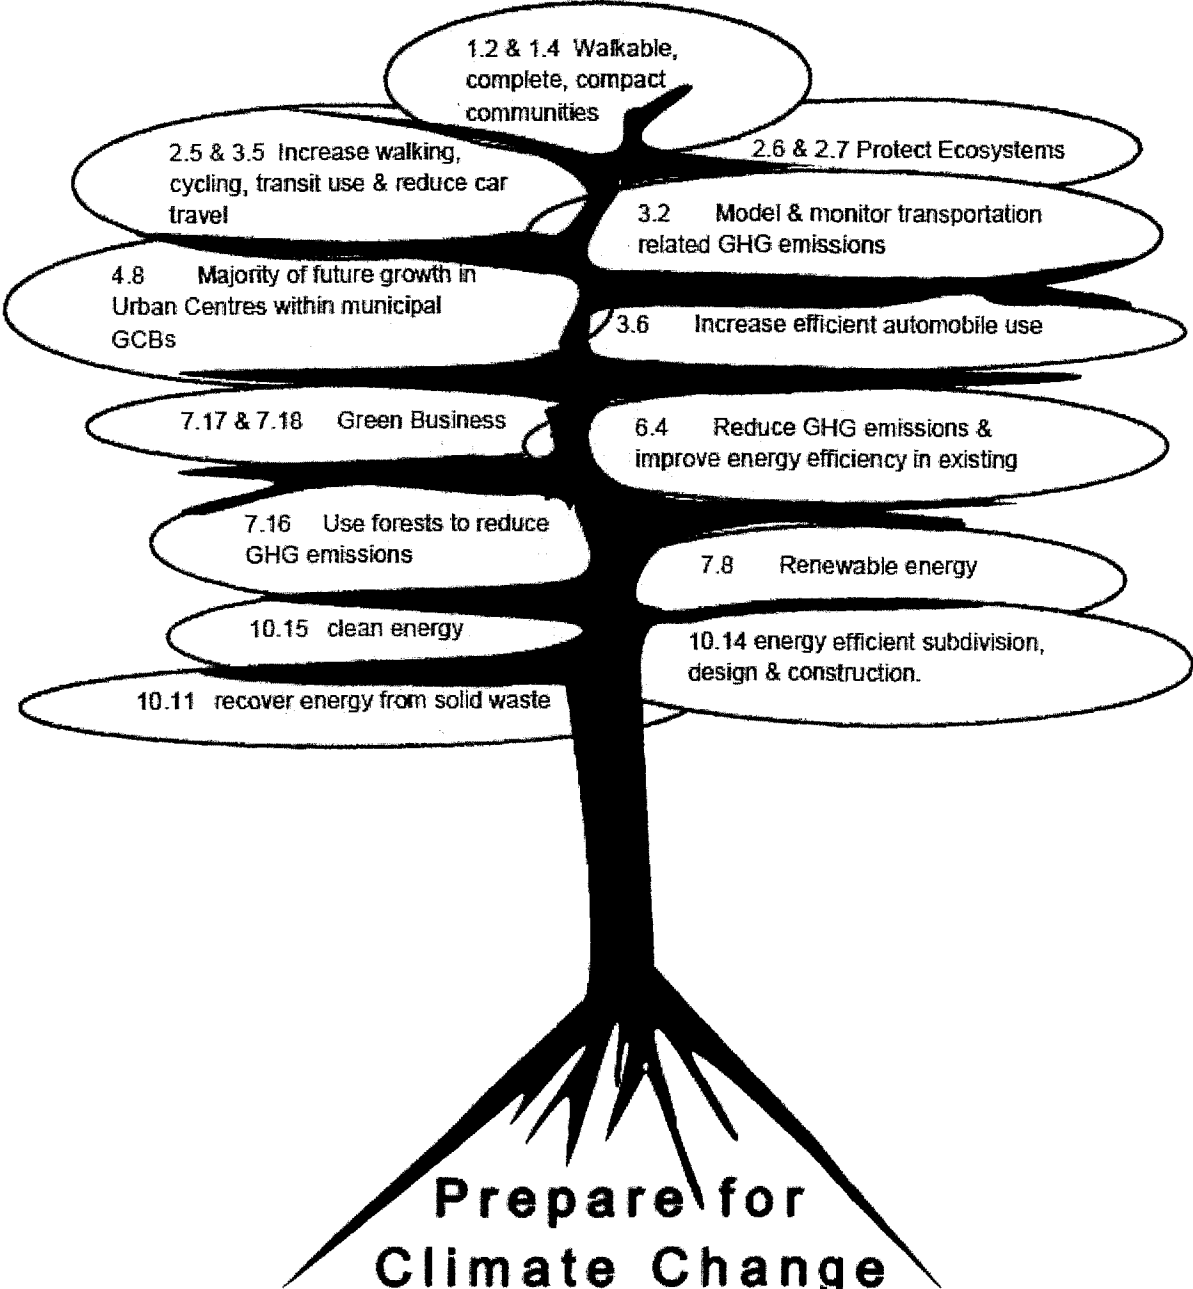 1.2 & 1.4 Walkable,
complete, compact
communities
2.5 & 3.5 Increase walking,
cycling, transit use & reduce car
travel
2.6 & 2.7 Protect Ecosystems
3.2 Model & monitor transportation
related GHG emissions
4.8 Majority of future growth in
Urban Centres within municipal
GCBs
3.6 Increase efficient automobile use
7.17 & 7.18 Green Business
6.4 Reduce GHG emissions &
improve energy efficiency in existing
7.16 Use forests to reduce
GHG emissions
7.8 Renewable energy
10.15 clean energy
10.14 energy efficient subdivision,
design & construction.
10.11 recover energy from solid waste
Prepare for
Climate Change